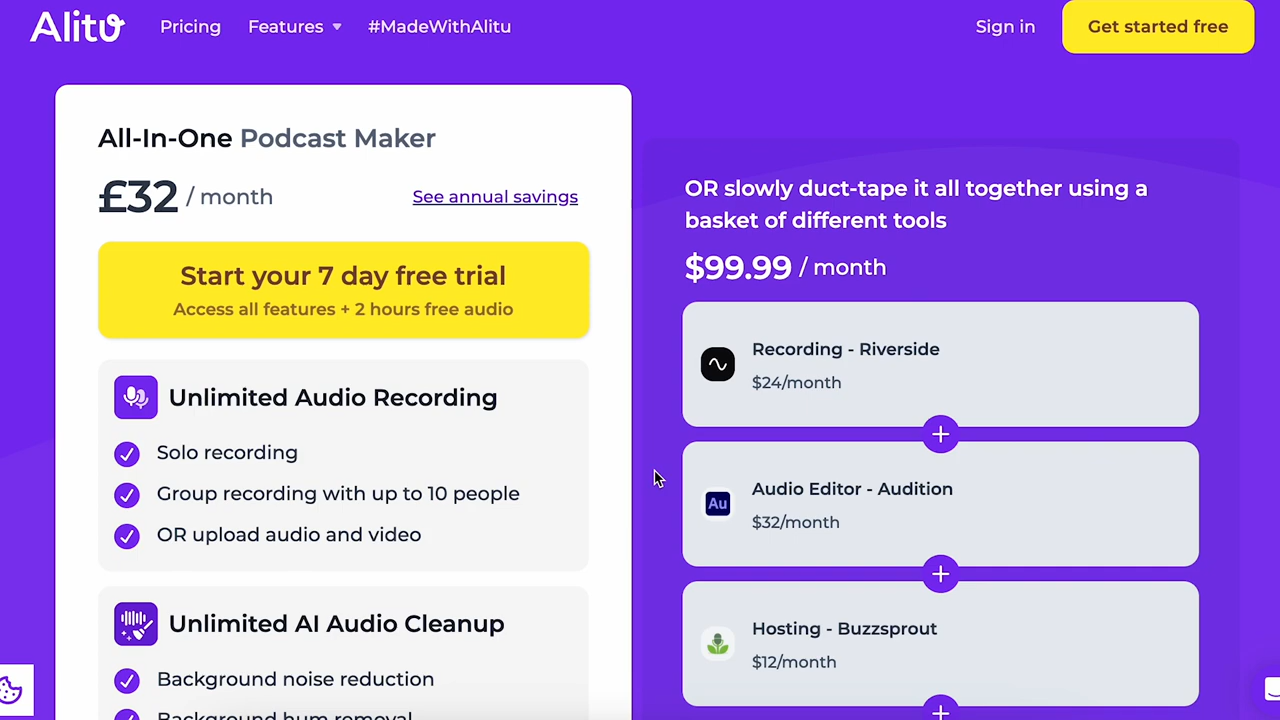 Alitu
Pricing
Features
#MadeWithAlitu
Sign in
Get started free
All-In-One Podcast Maker
£32 / month
See annual savings
Start your 7 day free trial
Access all features + 2 hours free audio
Unlimited Audio Recording
Solo recording
Group recording with up to 10 people
OR upload audio and video
Unlimited AI Audio Cleanup
Background noise reduction
Background hum removal
OR slowly duct-tape it all together using a
basket of different tools
$99.99 / month
Recording - Riverside
$24/month
Au
Audio Editor - Audition
$32/month
Hosting - Buzzsprout
$12/month